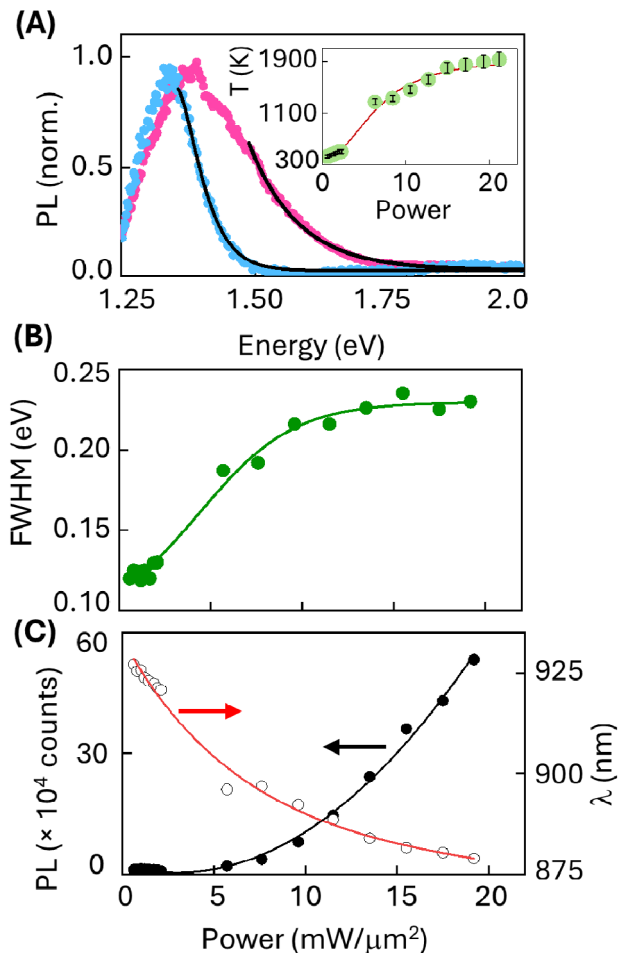 (A)
PL (norm.)
1.0
0.5
0.0
1.25
1.50
1.75
2.0
Energy (eV)
T (K)
1900
1100
300
0
10
20
Power
(B)
FWHM (eV)
0.25
0.20
0.15
0.10
(C)
PL (× 10⁴ counts)
60
30
0
925
900
875
λ (nm)
0
5
10
15
20
Power (mW/μm²)